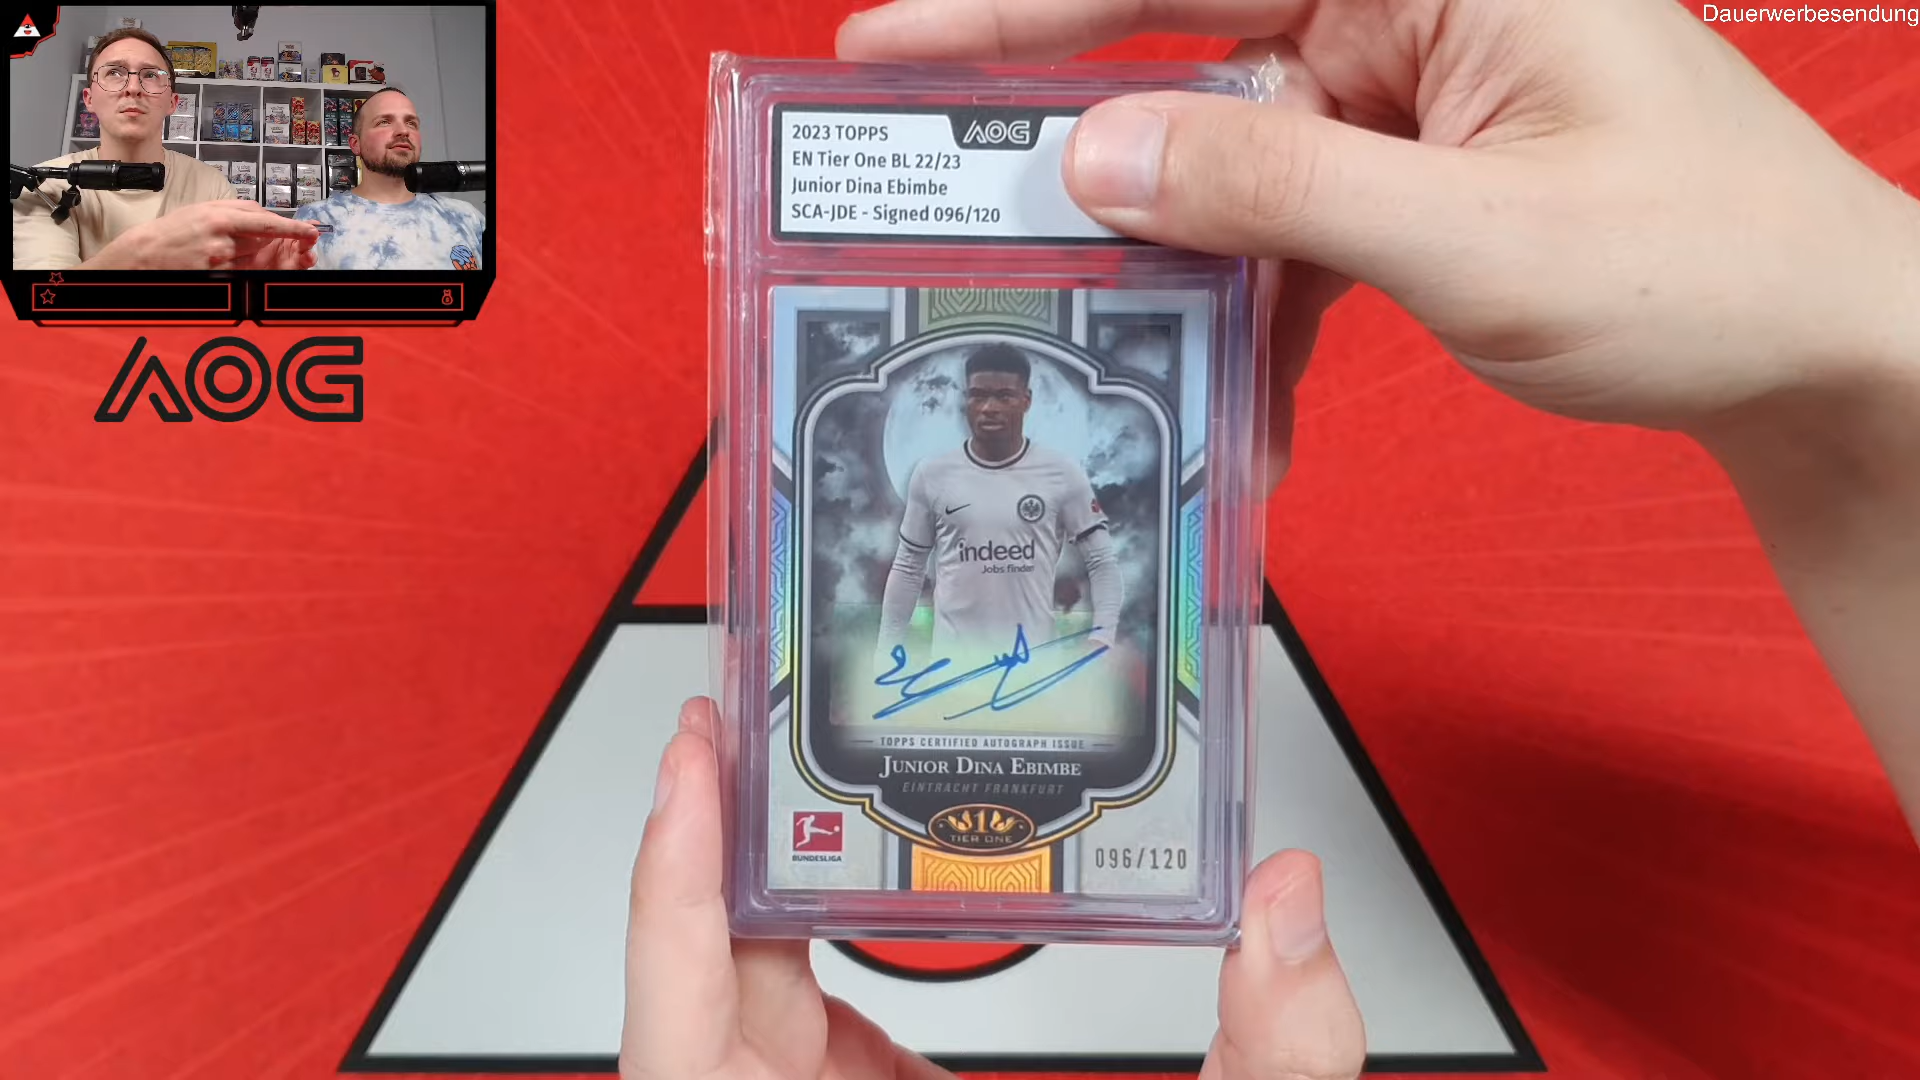 Dauerwerbesendung
AOG
2023 TOPPS
EN Tier One BL 22/23
Junior Dina Ebimbe
SCA-JDE - Signed 096/120
AOG
indeed
Jobs finder
TOPPS CERTIFIED AUTOGRAPH ISSUE
JUNIOR DINA EBIMBE
EINTRACHT FRANKFURT
1
TIER ONE
BUNDESLIGA
096/120